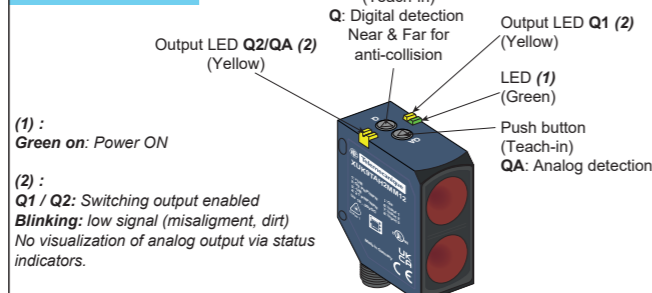 (Teach-in)
Q: Digital detection
Near & Far for
anti-collision
Output LED Q1 (2)
(Yellow)
Output LED Q2/QA (2)
(Yellow)
LED (1)
(Green)
Push button
(Teach-in)
QA: Analog detection
(1) :
Green on: Power ON
(2) :
Q1 / Q2: Switching output enabled
Blinking: low signal (misaligment, dirt)
No visualization of analog output via status
indicators.
Telemecanique
XUK9TAH2MM12